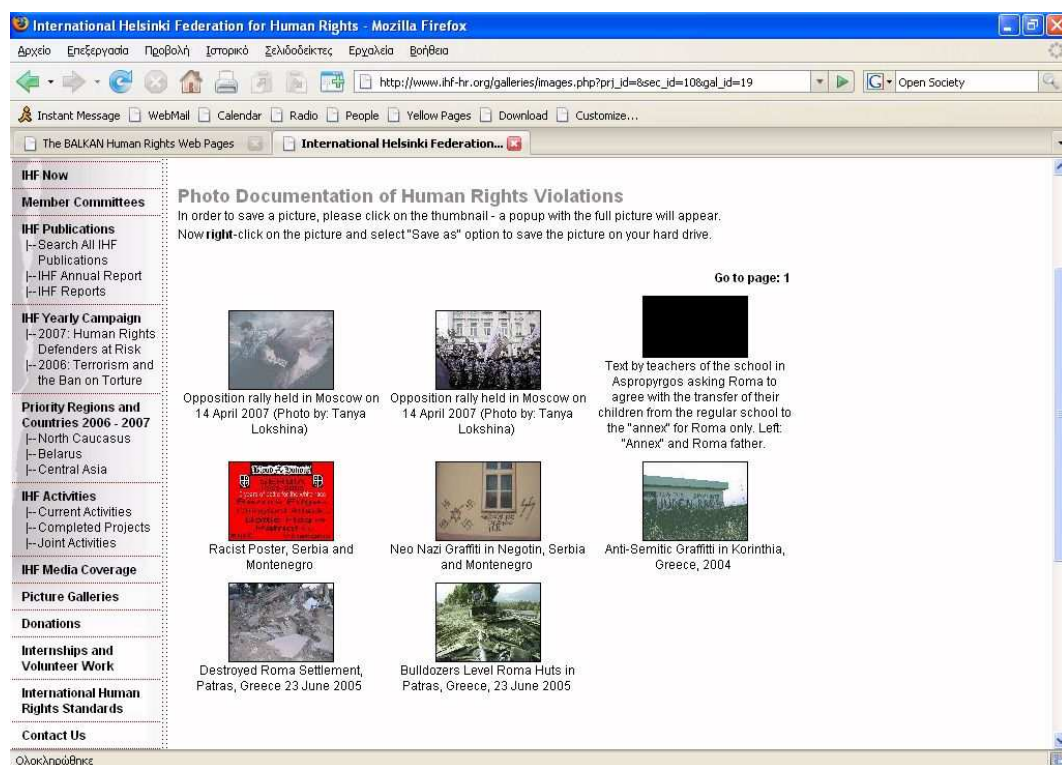 International Helsinki Federation for Human Rights - Mozilla Firefox
Αρχείο Επεξεργασία Προβολή Ιστορικό Σελιδοδείκτες Εργαλεία Βοήθεια
http://www.ihf-hr.org/galleries/images.php?prj_id=&sec_id=10&gal_id=19
Open Society
Instant Message WebMail Calendar Radio People Yellow Pages Download Customize...
The BALKAN Human Rights Web Pages
International Helsinki Federation...
IHF Now
Member Committees
IHF Publications
|--Search All IHF
Publications
|--IHF Annual Report
|--IHF Reports
IHF Yearly Campaign
|--2007: Human Rights
Defenders at Risk
|--2006: Terrorism and
the Ban on Torture
Priority Regions and
Countries 2006 - 2007
|--North Caucasus
|--Belarus
|--Central Asia
IHF Activities
|--Current Activities
|--Completed Projects
|--Joint Activities
IHF Media Coverage
Picture Galleries
Donations
Internships and
Volunteer Work
International Human
Rights Standards
Contact Us
Photo Documentation of Human Rights Violations
In order to save a picture, please click on the thumbnail - a popup with the full picture will appear.
Now right-click on the picture and select "Save as" option to save the picture on your hard drive.
Go to page: 1
Opposition rally held in Moscow on
14 April 2007 (Photo by: Tanya
Lokshina)
Opposition rally held in Moscow on
14 April 2007 (Photo by: Tanya
Lokshina)
Text by teachers of the school in
Aspropyrgos asking Roma to
agree with the transfer of their
children from the regular school to
the "annex" for Roma only. Left:
"Annex" and Roma father.
SERBIA
Racist Poster, Serbia and
Montenegro
Neo Nazi Graffiti in Negotin, Serbia
and Montenegro
JUDEN
Anti-Semitic Graffitti in Korinthia,
Greece, 2004
Destroyed Roma Settlement,
Patras, Greece 23 June 2005
Bulldozers Level Roma Huts in
Patras, Greece, 23 June 2005
Ολοκληρώθηκε